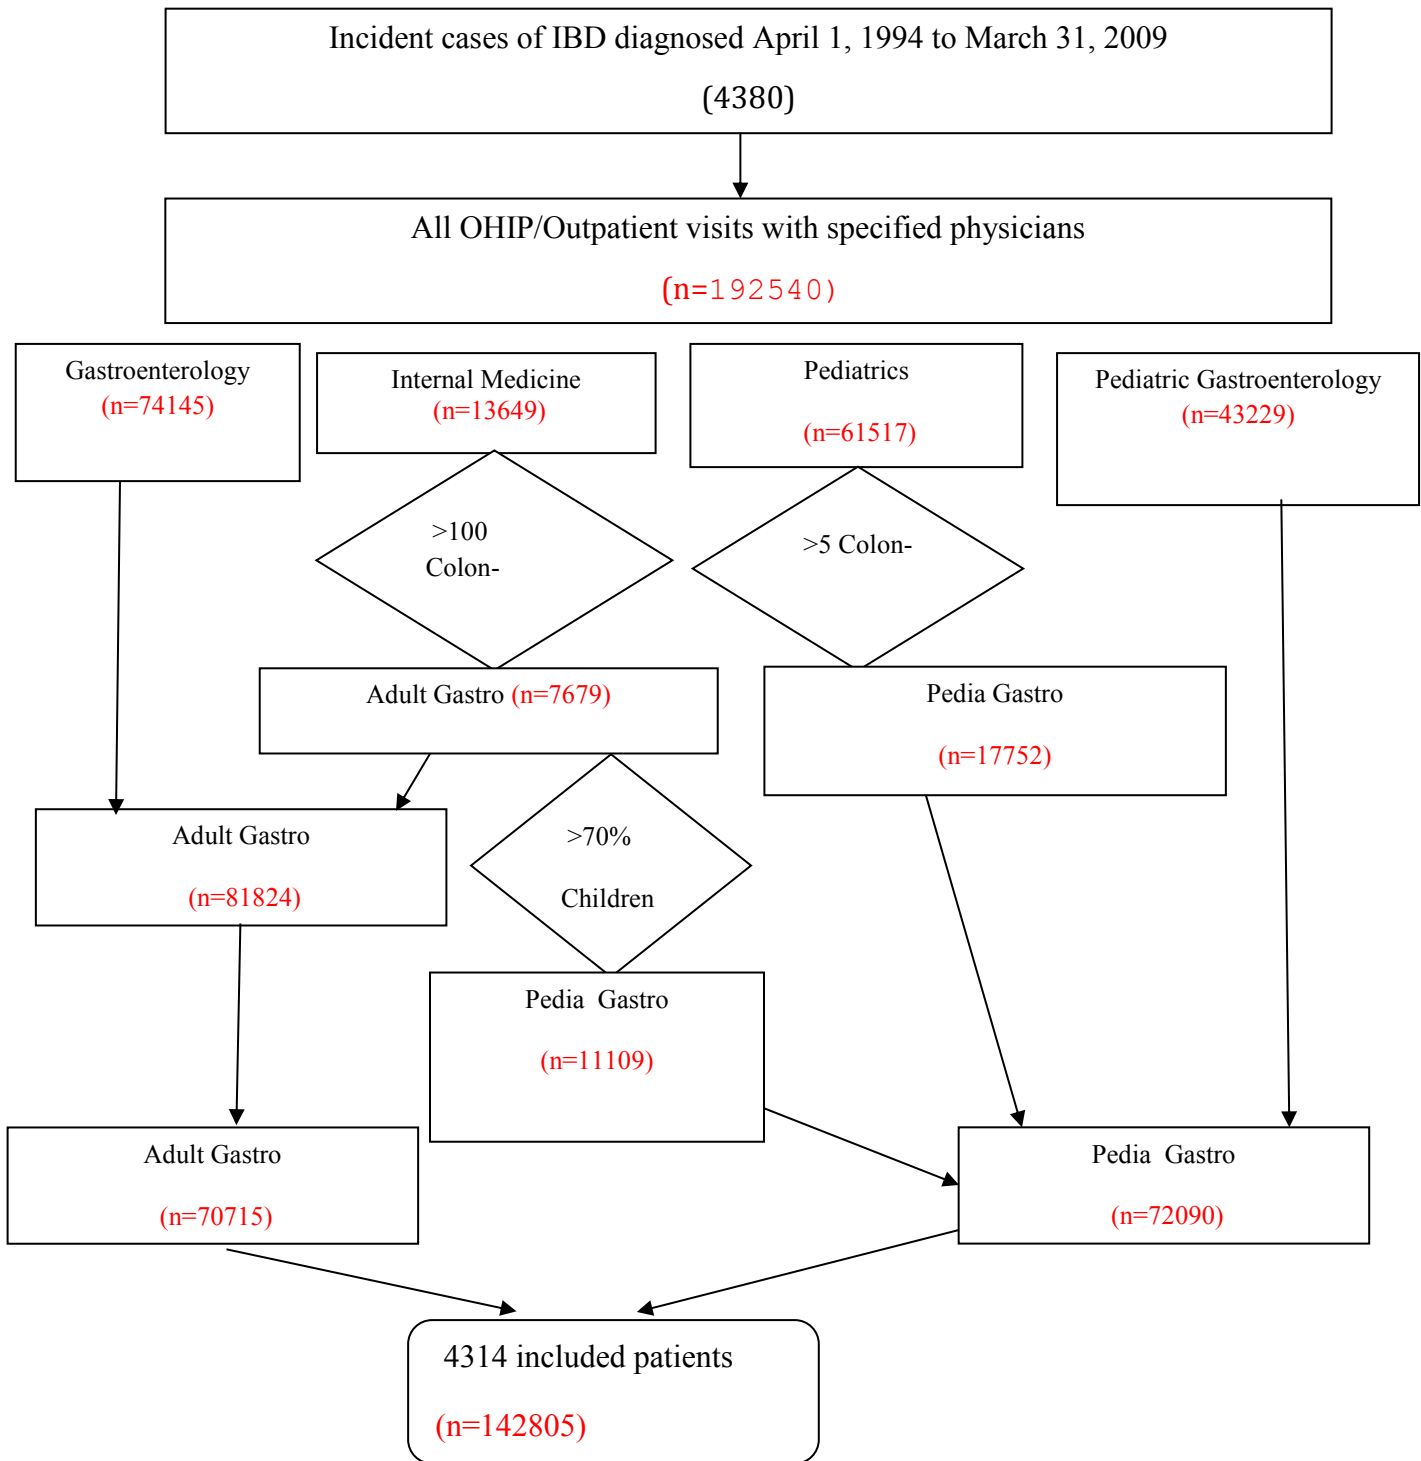 Incident cases of IBD diagnosed April 1, 1994 to March 31, 2009
(4380)
All OHIP/Outpatient visits with specified physicians
(n=192540)
Gastroenterology
(n=74145)
Internal Medicine
(n=13649)
Pediatrics
(n=61517)
Pediatric Gastroenterology
(n=43229)
>100
Colon-
>5 Colon-
Adult Gastro (n=7679)
Pedia Gastro
(n=17752)
Adult Gastro
(n=81824)
>70%
Children
Pedia Gastro
(n=11109)
Adult Gastro
(n=70715)
Pedia Gastro
(n=72090)
4314 included patients
(n=142805)